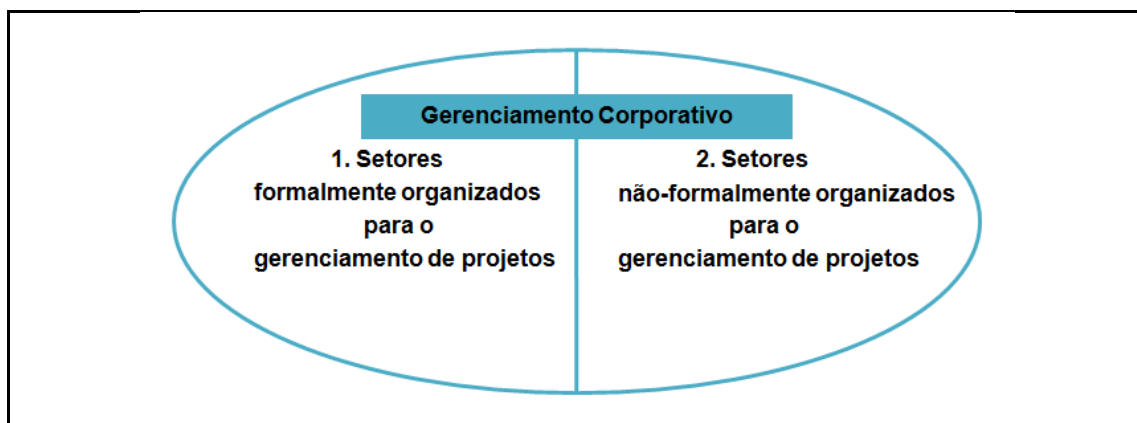 Gerenciamento Corporativo
1. Setores
formalmente organizados
para o
gerenciamento de projetos
2. Setores
não-formalmente organizados
para o
gerenciamento de projetos